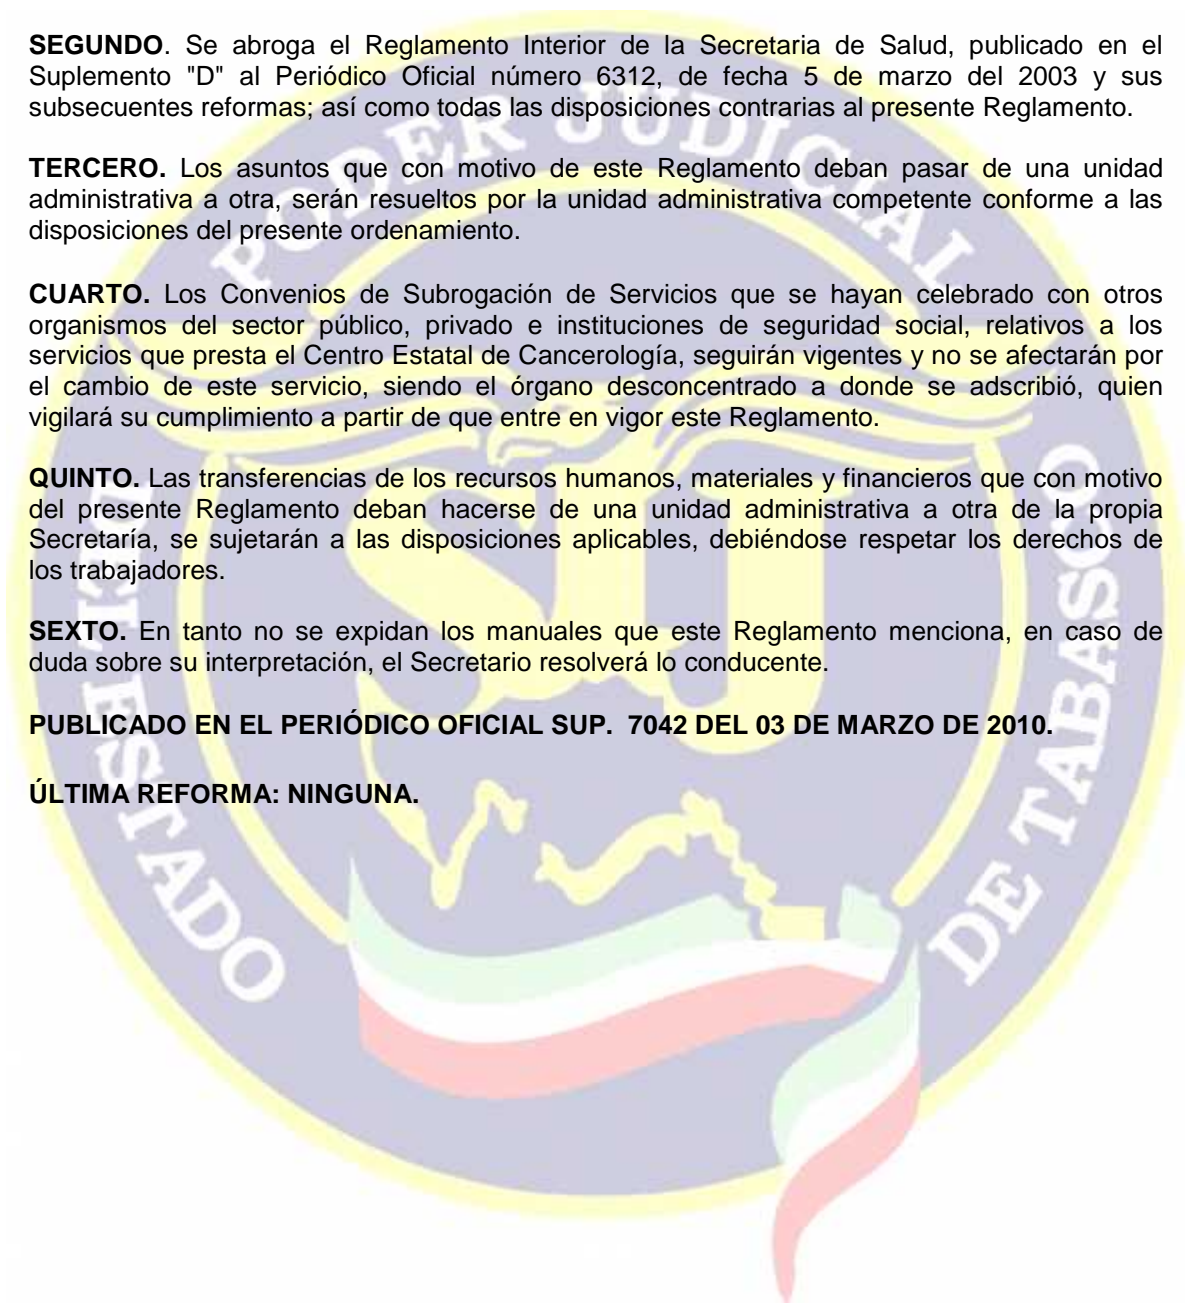 SEGUNDO. Se abroga el Reglamento Interior de la Secretaria de Salud, publicado en el
Suplemento "D" al Periódico Oficial número 6312, de fecha 5 de marzo del 2003 y sus
subsecuentes reformas; así como todas las disposiciones contrarias al presente Reglamento.
TERCERO. Los asuntos que con motivo de este Reglamento deban pasar de una unidad
administrativa a otra, serán resueltos por la unidad administrativa competente conforme a las
disposiciones del presente ordenamiento.
CUARTO. Los Convenios de Subrogación de Servicios que se hayan celebrado con otros
organismos del sector público, privado e instituciones de seguridad social, relativos a los
servicios que presta el Centro Estatal de Cancerología, seguirán vigentes y no se afectarán por
el cambio de este servicio, siendo el órgano desconcentrado a donde se adscribió, quien
vigilará su cumplimiento a partir de que entre en vigor este Reglamento.
QUINTO. Las transferencias de los recursos humanos, materiales y financieros que con motivo
del presente Reglamento deban hacerse de una unidad administrativa a otra de la propia
Secretaría, se sujetarán a las disposiciones aplicables, debiéndose respetar los derechos de
los trabajadores.
SEXTO. En tanto no se expidan los manuales que este Reglamento menciona, en caso de
duda sobre su interpretación, el Secretario resolverá lo conducente.
PUBLICADO EN EL PERIÓDICO OFICIAL SUP. 7042 DEL 03 DE MARZO DE 2010.
ÚLTIMA REFORMA: NINGUNA.
PODER JUDICIAL
DEL ESTADO
DE TABASCO
STJ